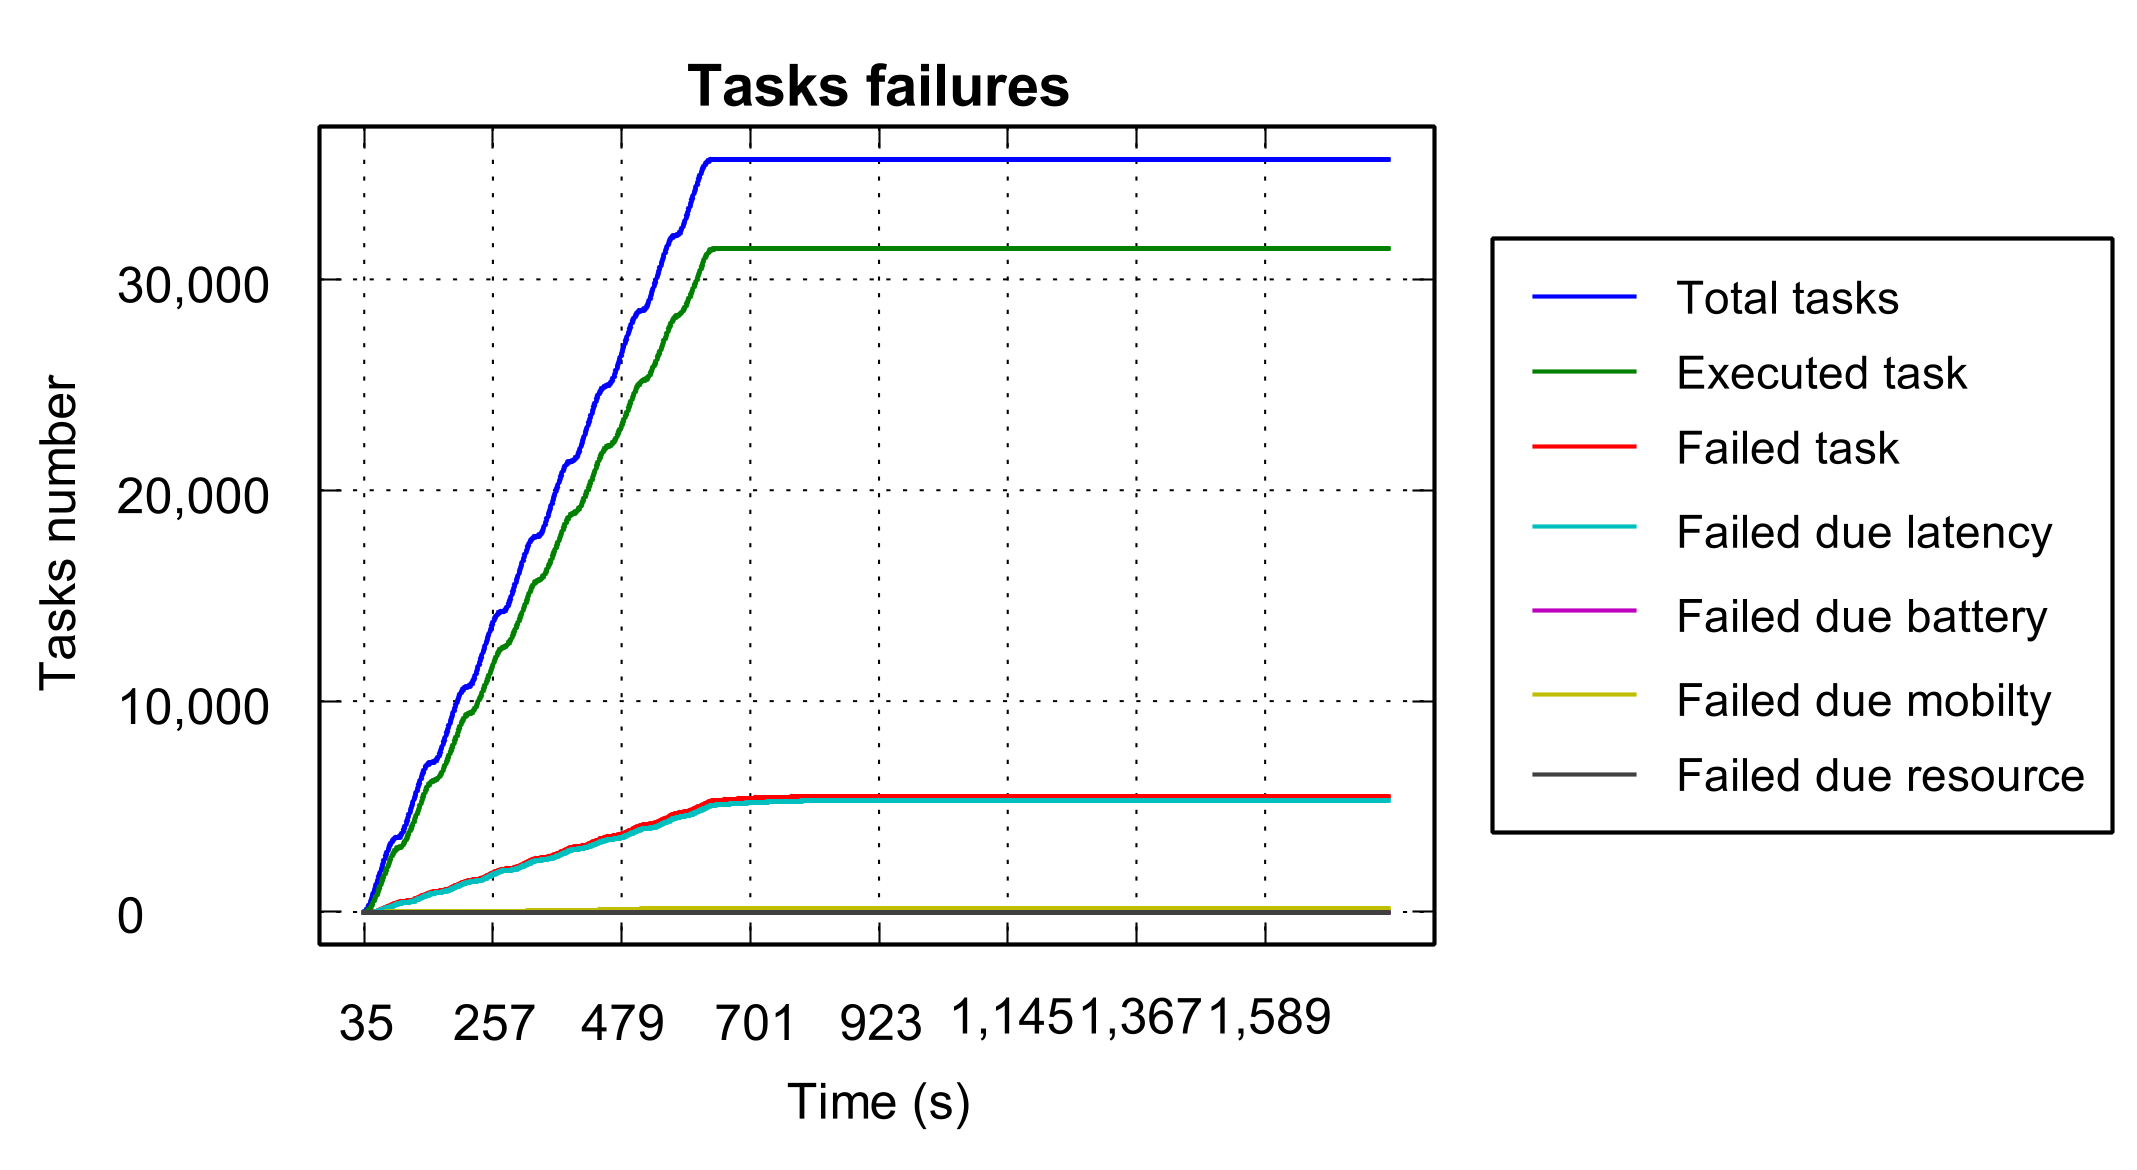 Tasks failures
30,000
20,000
10,000
0
Tasks number
35 257 479 701 923 1,145 1,367 1,589
Time (s)
Total tasks
Executed task
Failed task
Failed due latency
Failed due battery
Failed due mobilty
Failed due resource